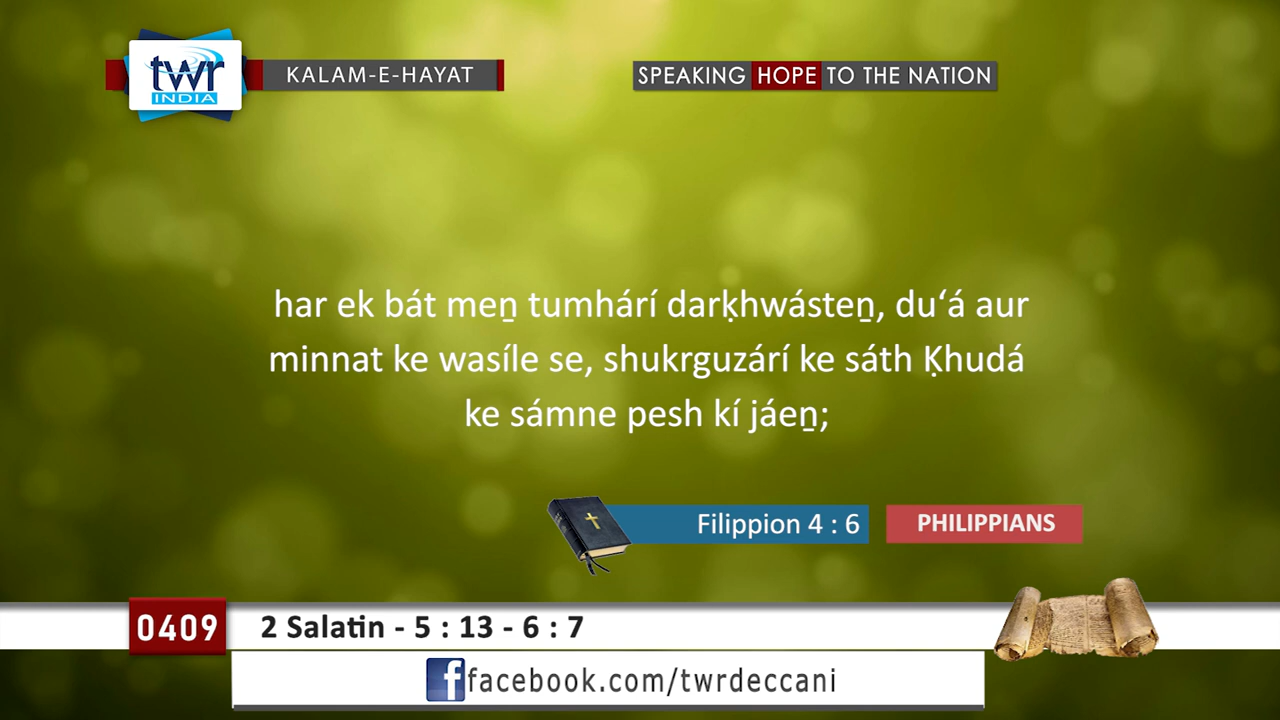 twr
INDIA
KALAM-E-HAYAT
SPEAKING HOPE TO THE NATION
har ek bát meṉ tumhárí darḳhwásteṉ, du‘á aur
minnat ke wasíle se, shukrguzárí ke sáth Ḳhudá
ke sámne pesh kí jáeṉ;
Filippion 4 : 6
PHILIPPIANS
0409
2 Salatin - 5 : 13 - 6 : 7
facebook.com/twrdeccani